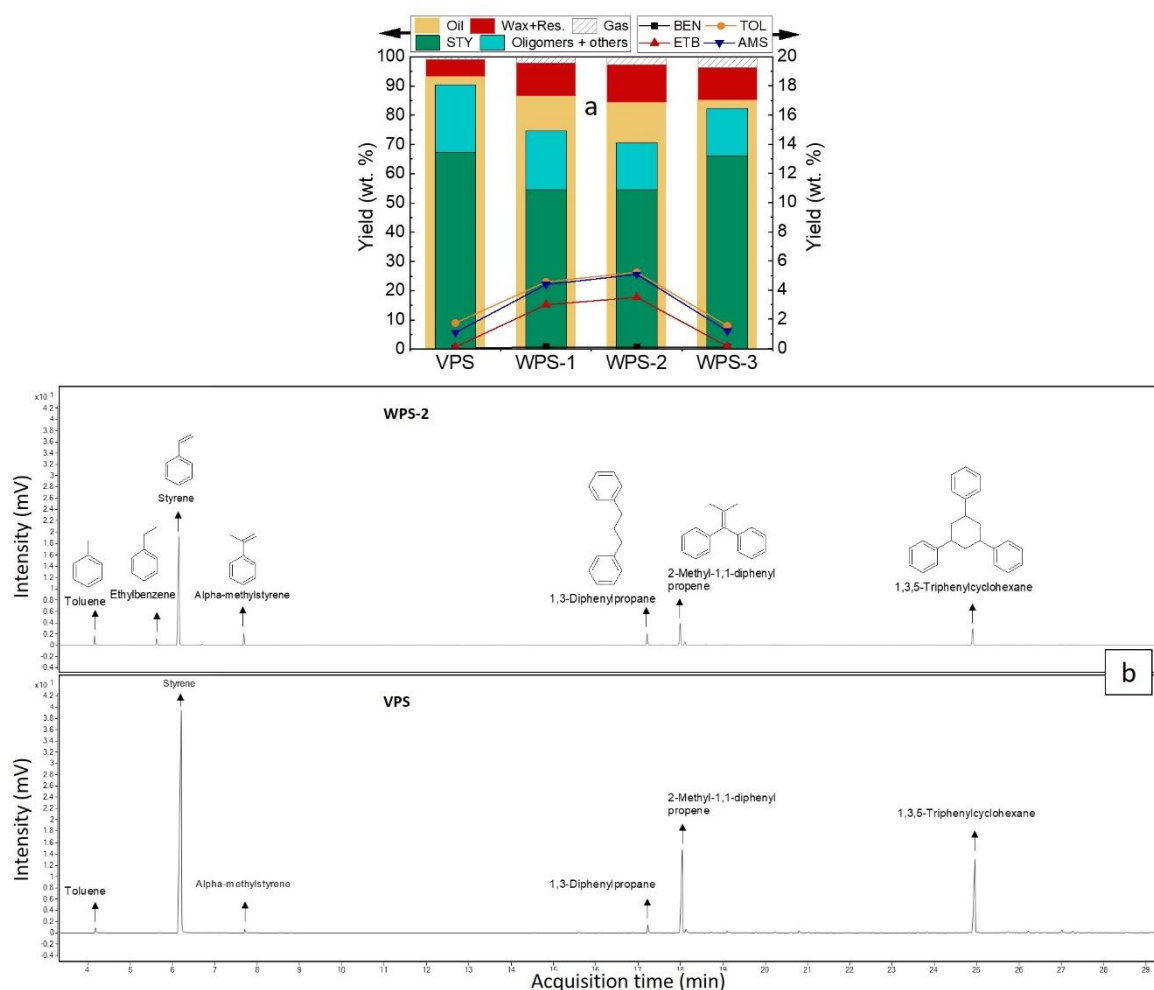 Oil Wax+Res. Gas BEN TOL
STY Oligomers + others ETB AMS
100 20
90 18
80 a 16
70 14
60 12
50 10
40 8
30 6
20 4
10 2
0 0
Yield (wt. %) Yield (wt. %)
VPS WPS-1 WPS-2 WPS-3
x10 1
WPS-2
4.2
3.8
3.4
3
2.6
2.2
1.8
1.4
1
0.6
0.2
-0.2
4
3.6
3.2
2.8
2.4
2
1.6
1.2
0.8
0.4
0
-0.4
Intensity (mV)
Styrene
Toluene
Ethylbenzene
Alpha-methylstyrene
1,3-Diphenylpropane
2-Methyl-1,1-diphenyl
propene
1,3,5-Triphenylcyclohexane
b
x10 1
VPS
4.2
4
3.8
3.6
3.4
3.2
3
2.8
2.6
2.4
2.2
2
1.8
1.6
1.4
1.2
1
0.8
0.6
0.4
0.2
0
-0.2
-0.4
Intensity (mV)
Styrene
Toluene
Alpha-methylstyrene
1,3-Diphenylpropane
2-Methyl-1,1-diphenyl
propene
1,3,5-Triphenylcyclohexane
4 5 6 7 8 9 10 11 12 13 14 15 16 17 18 19 20 21 22 23 24 25 26 27 28 29
Acquisition time (min)